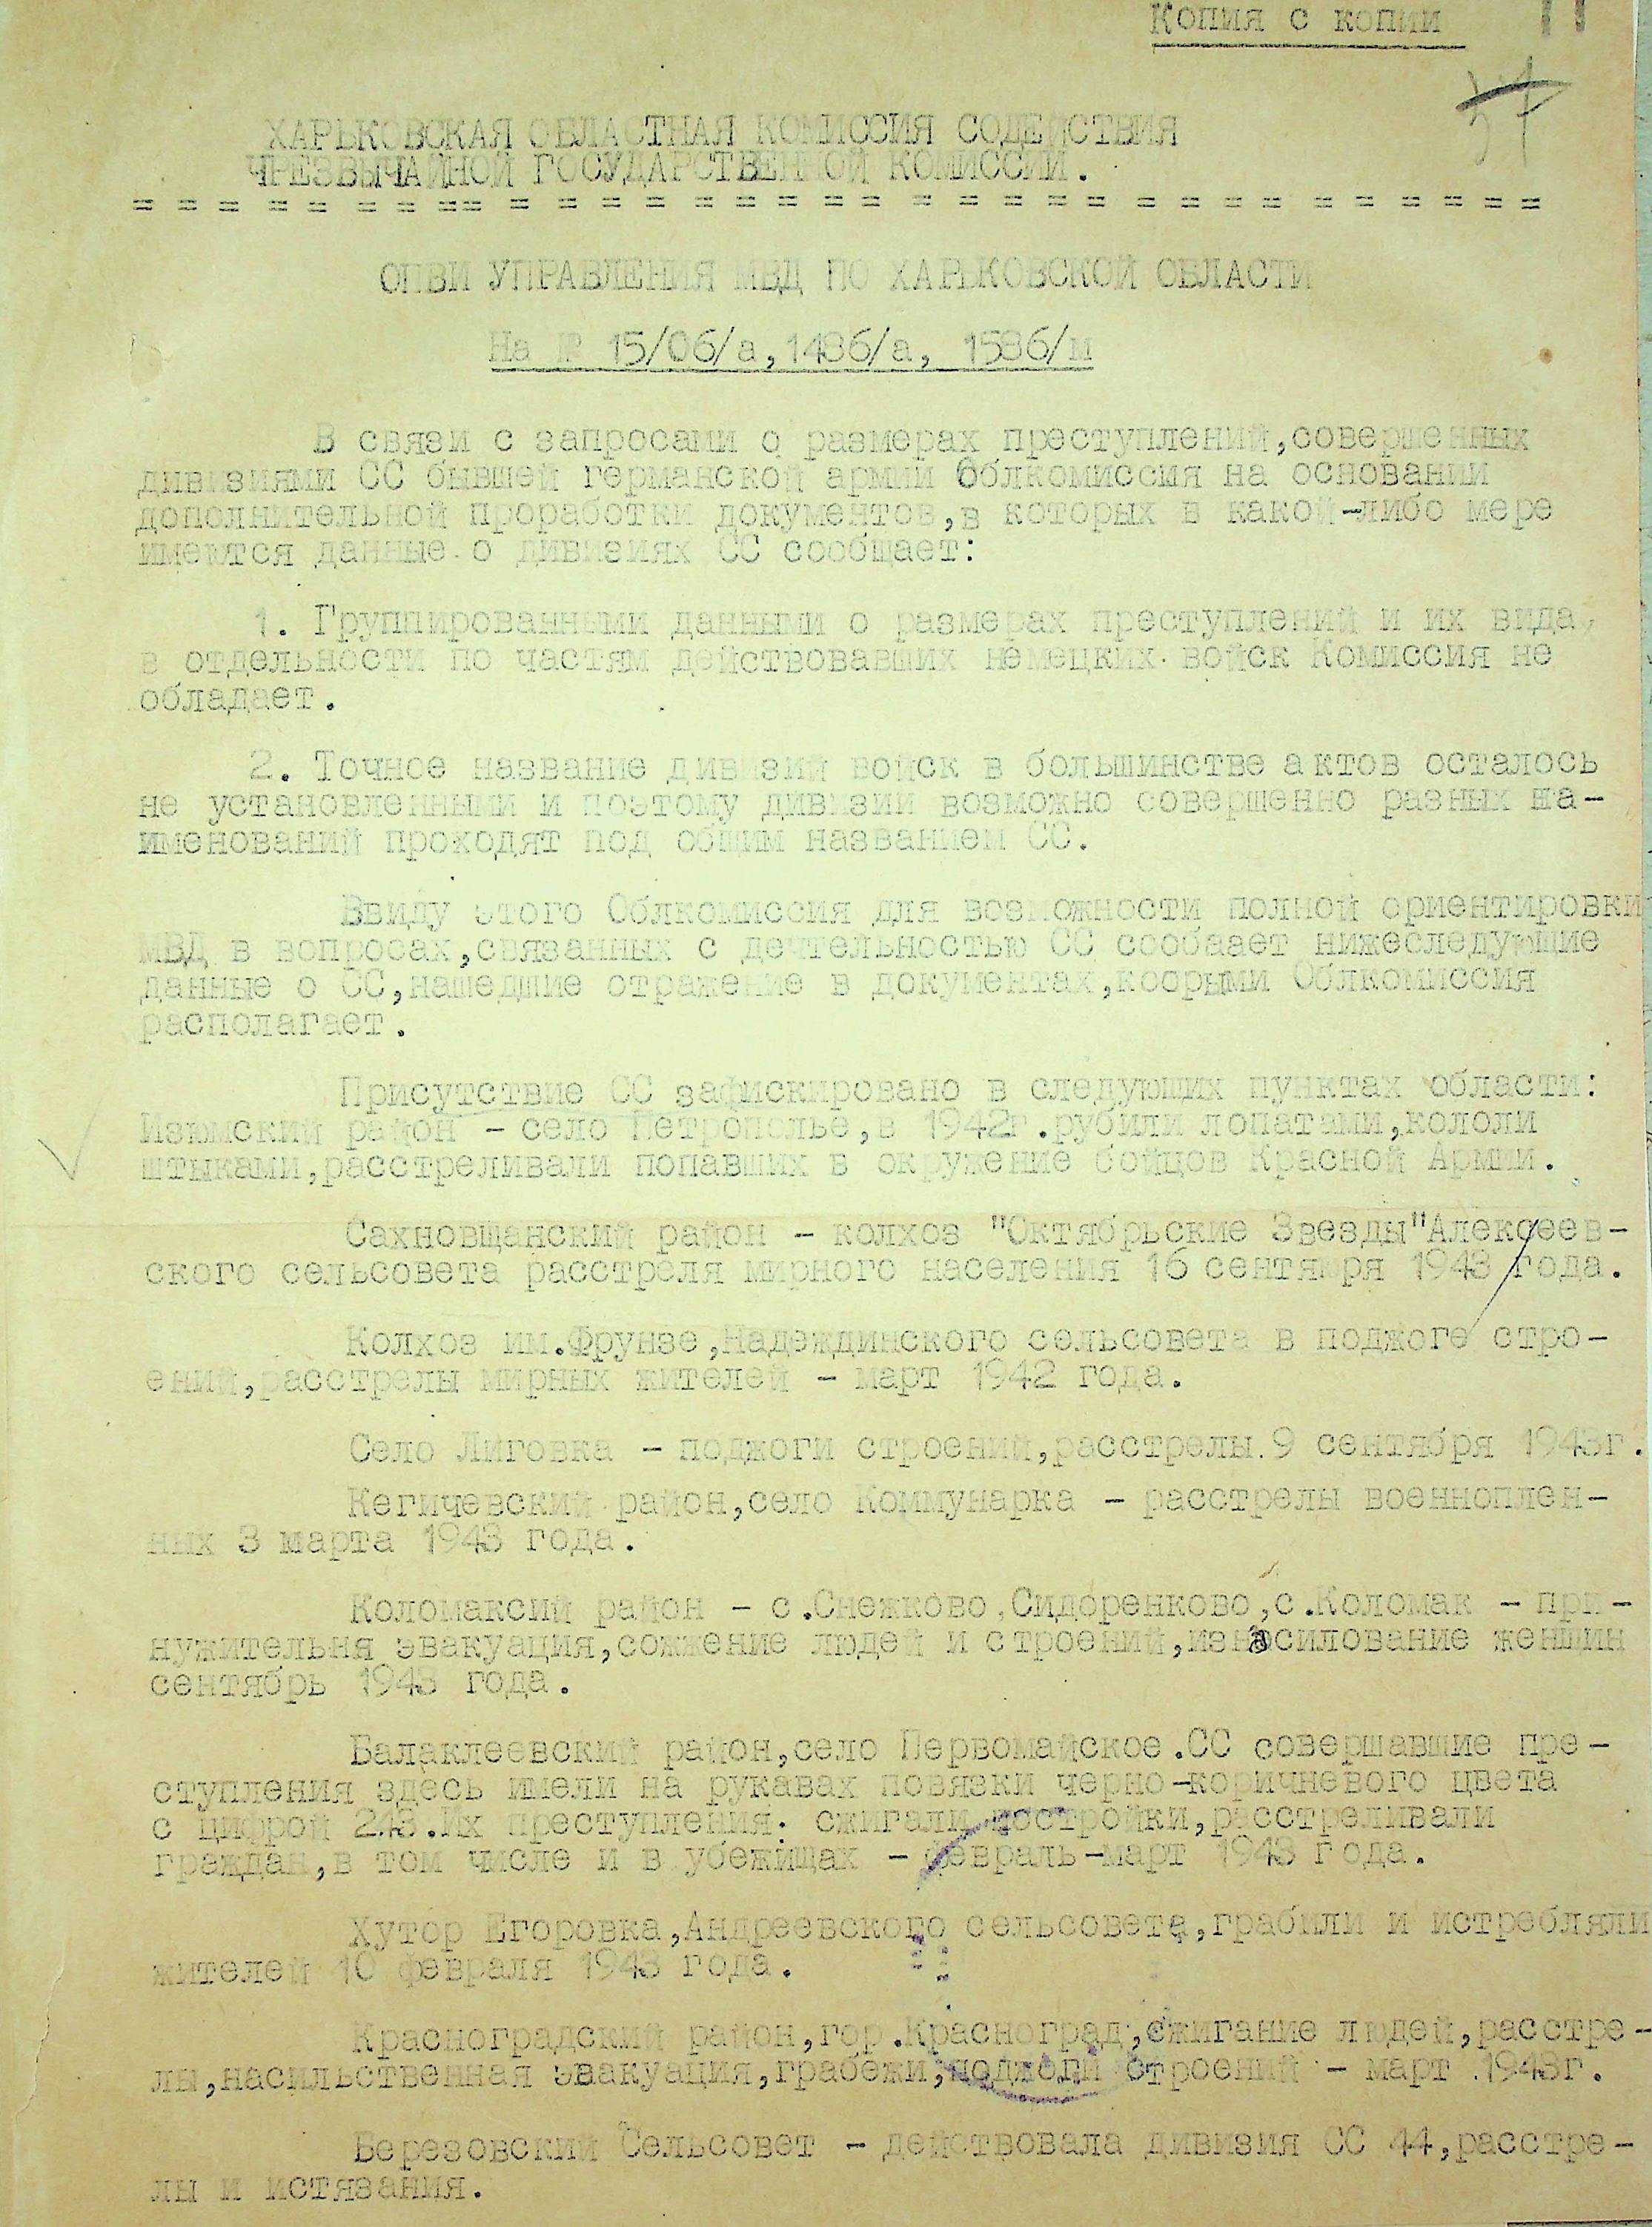 Копия с копии
ХАРЬКОВСКАЯ ОБЛАСТНАЯ КОМИССИЯ СОДЕЙСТВИЯ
ЧРЕЗВЫЧАЙНОЙ ГОСУДАРСТВЕННОЙ КОМИССИИ.
ОПВИ УПРАВЛЕНИЯ МВД ПО ХАРЬКОВСКОЙ ОБЛАСТИ
На № 15/06/а,1486/а, 1586/и
В связи с запросами о размерах преступлений,совершенных
дивизиями СС бывшей германской армии Облкомиссия на основании
дополнительной проработки документов,в которых в какой-либо мере
имеются данные о дивизиях СС сообщает:
1. Группированными данными о размерах преступлений и их вида,
в отдельности по частям действовавших немецких войск Комиссия не
обладает.
2. Точное название дивизий войск в большинстве актов осталось
не установленными и поэтому дивизии возможно совершенно разных на-
именований проходят под общим названием СС.
Ввиду этого Облкомиссия для возможности полной ориентировки
МВД в вопросах,связанных с деятельностью СС сообзает нижеследующие
данные о СС,нашедшие отражение в документах,коорыми Облкомиссия
располагает.
Присутствие СС зафискировано в следующих пунктах области:
Изюмский район - село Петрополье,в 1942г.рубили лопатами,кололи
штыками,расстреливали попавших в окружение бойцов Красной Армии.
Сахновщанский район - колхоз "Октябрьские Звезды"Алексеев-
ского сельсовета расстреля мирного населения 16 сентября 1943 года.
Колхоз им.Фрунзе,Надеждинского сельсовета в поджоге стро-
ений,расстрелы мирных жителей - март 1942 года.
Село Лиговка - поджоги строений,расстрелы 9 сентября 1943г.
Кегичевский район,село Коммунарка - расстрелы военноплен-
ных 3 марта 1943 года.
Коломаксий район - с.Снежково,Сидоренково,с.Коломак - при-
нужительня эвакуация,сожжение людей и строений,изнасилование женщин
сентябрь 1943 года.
Балаклеевский район,село Первомайское.СС совершавшие пре-
ступления здесь имели на рукавах повязки черно-коричневого цвета
с цифрой 248.Их преступления: сжигали постройки,расстреливали
граждан,в том числе и в убежищах - февраль-март 1943 года.
Хутор Егоровка,Андреевского сельсовета,грабили и истребляли
жителей 10 февраля 1943 года.
Красноградский район,гор.Красноград,сжигание людей,расстре-
лы,насильственная эвакуация,грабежи,поджоги строений - март 1943г.
Березовский Сельсовет - действовала дивизия СС 44,расстре-
лы и истязания.